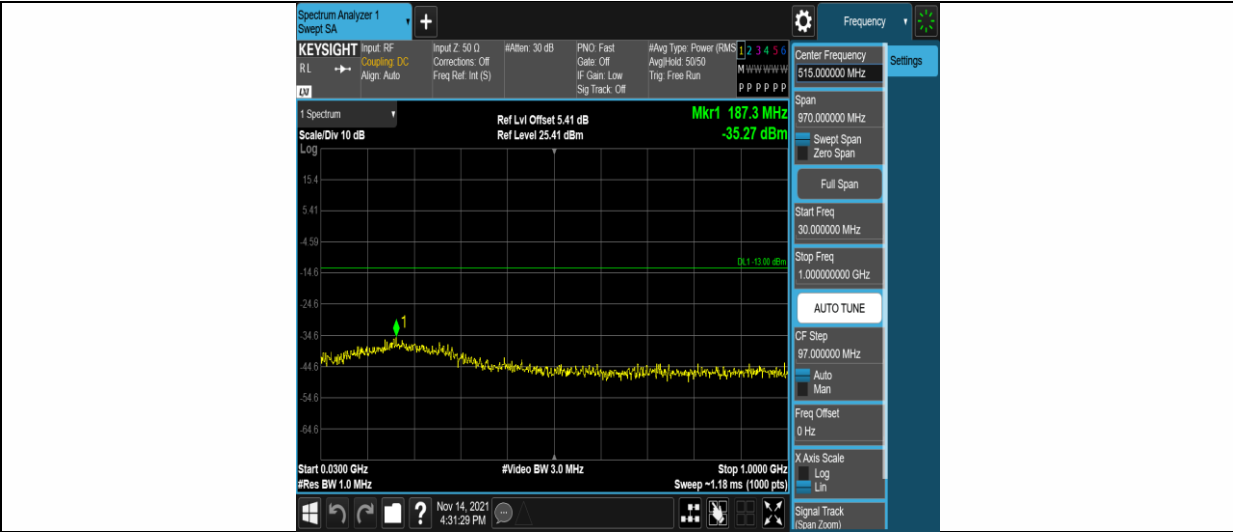 Spectrum Analyzer 1
Swept SA
+
Frequency
KEYSIGHT
RL
LXI
Input: RF
Coupling: DC
Align: Auto
Input Z: 50 Ω
Corrections: Off
Freq Ref: Int (S)
#Atten: 30 dB
PNO: Fast
Gate: Off
IF Gain: Low
Sig Track: Off
#Avg Type: Power (RMS
Avg|Hold: 50/50
Trig: Free Run
1 2 3 4 5 6
M W W W W W
P P P P P P
1 Spectrum
Scale/Div 10 dB
Log
Ref Lvl Offset 5.41 dB
Ref Level 25.41 dBm
Mkr1 187.3 MHz
-35.27 dBm
15.4
5.41
-4.59
-14.6
-24.6
-34.6
-44.6
-54.6
-64.6
DL1 -13.00 dBm
1
Start 0.0300 GHz
#Res BW 1.0 MHz
#Video BW 3.0 MHz
Stop 1.0000 GHz
Sweep ~1.18 ms (1000 pts)
Center Frequency
515.000000 MHz
Span
970.000000 MHz
Swept Span
Zero Span
Full Span
Start Freq
30.000000 MHz
Stop Freq
1.000000000 GHz
AUTO TUNE
CF Step
97.000000 MHz
Auto
Man
Freq Offset
0 Hz
X Axis Scale
Log
Lin
Signal Track
(Span Zoom)
Settings
?
Nov 14, 2021
4:31:29 PM